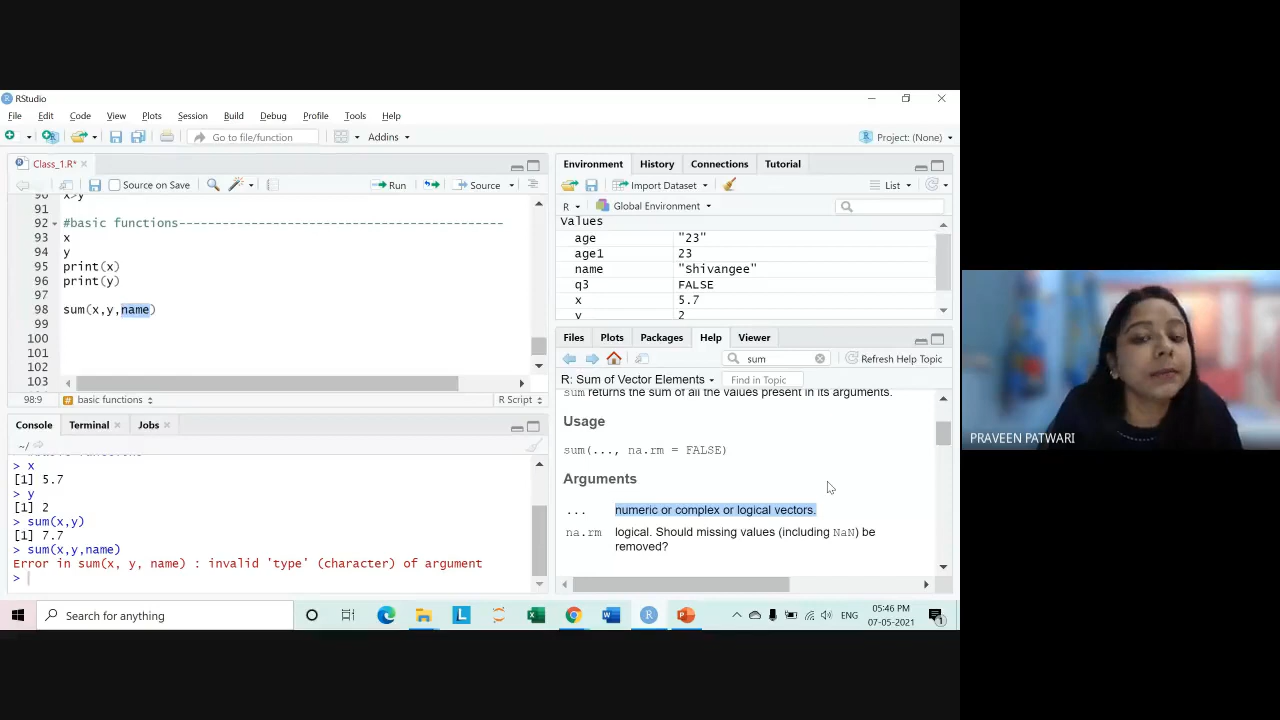 RStudio
File Edit Code View Plots Session Build Debug Profile Tools Help
Go to file/function Addins Project: (None)
Class_1.R*
Source on Save Run Source
90 x>y
91
92 #basic functions--------------------------------------------
93 x
94 y
95 print(x)
96 print(y)
97
98 sum(x,y,name)
99
100
101
102
103
98:9 basic functions R Script
Console Terminal Jobs
~/
> x
[1] 5.7
> y
[1] 2
> sum(x,y)
[1] 7.7
> sum(x,y,name)
Error in sum(x, y, name) : invalid 'type' (character) of argument
>
Environment History Connections Tutorial
Import Dataset List
R Global Environment
Values
age "23"
age1 23
name "Shivangee"
q3 FALSE
x 5.7
y 2
Files Plots Packages Help Viewer
sum Refresh Help Topic
R: Sum of Vector Elements Find in Topic
sum returns the sum of all the values present in its arguments.
Usage
sum(..., na.rm = FALSE)
Arguments
... numeric or complex or logical vectors.
na.rm logical. Should missing values (including NaN) be
removed?
PRAVEEN PATWARI
Search for anything
ENG
05:46 PM
07-05-2021